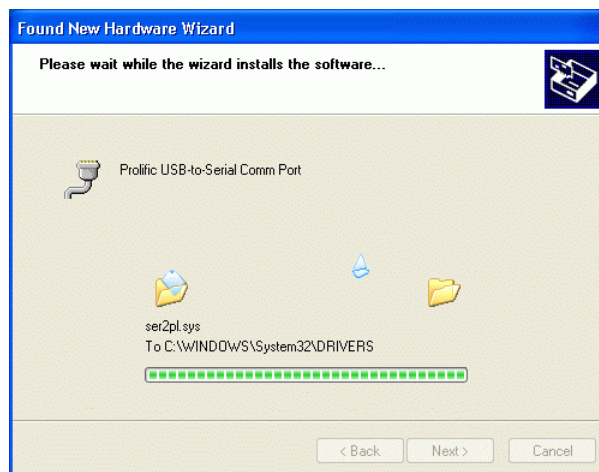 Found New Hardware Wizard
Please wait while the wizard installs the software...
Prolific USB-to-Serial Comm Port
ser2pl.sys
To C:\WINDOWS\System32\DRIVERS
< Back Next > Cancel